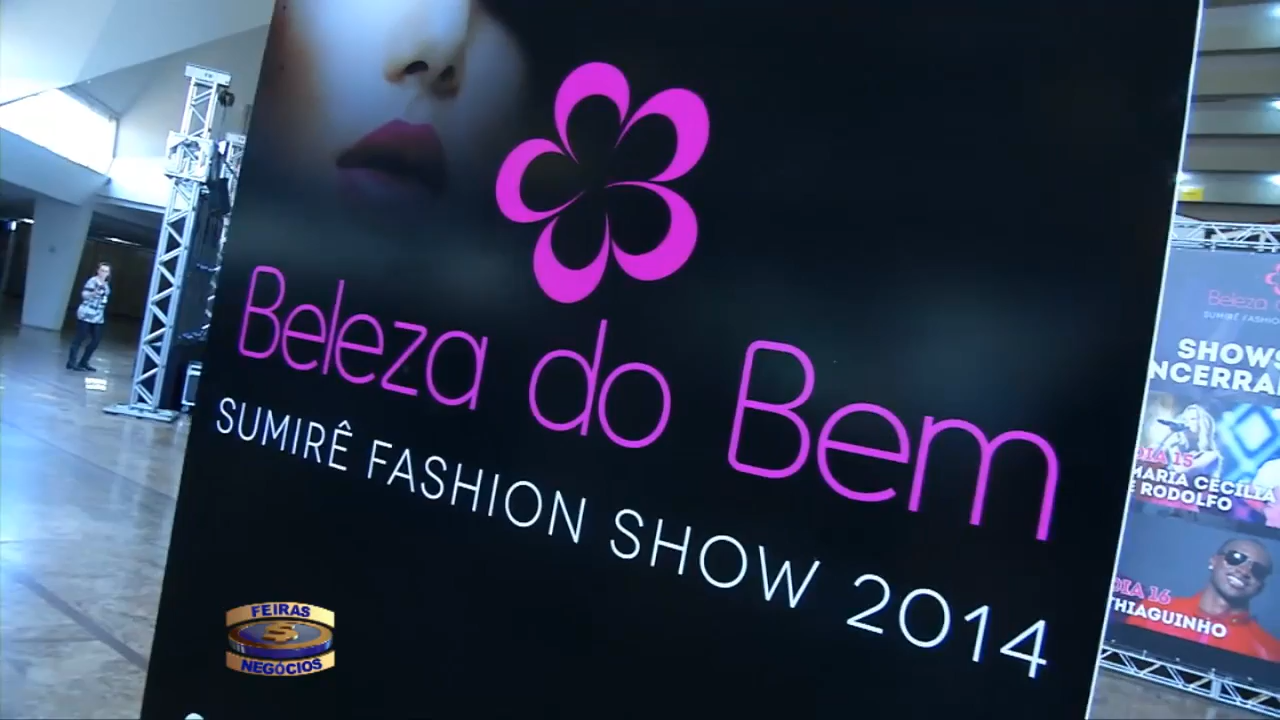 Beleza do Bem
SUMIRÊ FASHION SHOW 2014
FEIRAS
NEGÓCIOS
Beleza
SUMIRÊ FASHIO
SHOWS
NCERRA
DIA 15
MARIA CECÍLIA
E RODOLFO
DIA 16
THIAGUINHO